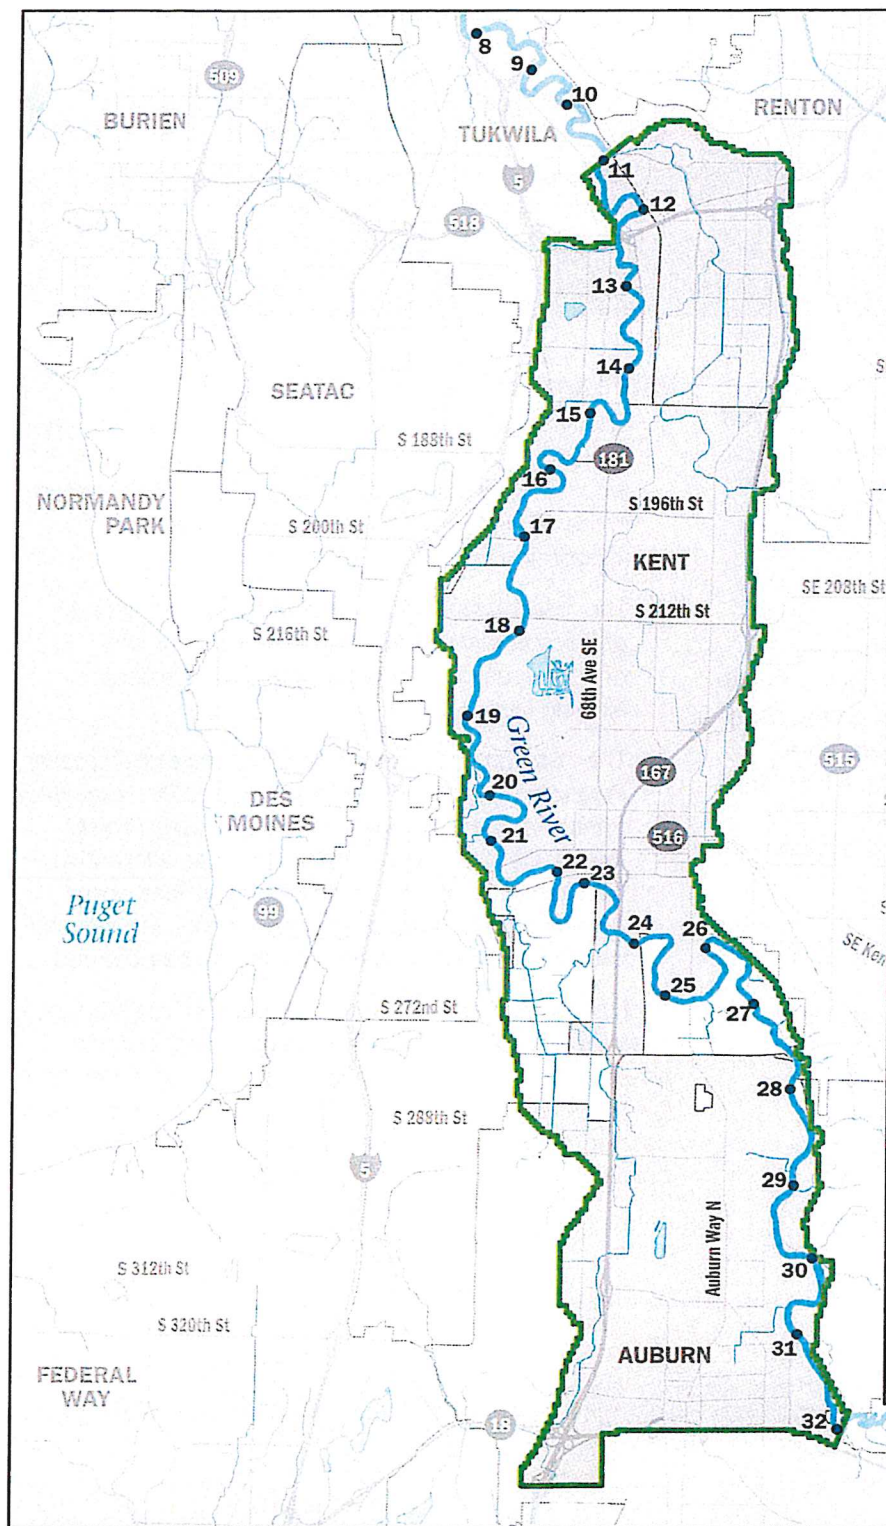 8
9
509
10
BURIEN
RENTON
TUKWILA
11
5
12
518
13
14
SEATAC
15
S 188th St
181
16
NORMANDY
PARK
S 196th St
S 200th St
17
KENT
SE 208th St
S 212th St
18
S 216th St
68th Ave SE
19
Green River
515
167
20
DES
MOINES
516
21
22
23
Puget
Sound
99
24
26
SE Ken
25
S 272nd St
27
28
S 288th St
5
29
Auburn Way N
30
S 312th St
S 320th St
31
AUBURN
FEDERAL
WAY
18
32